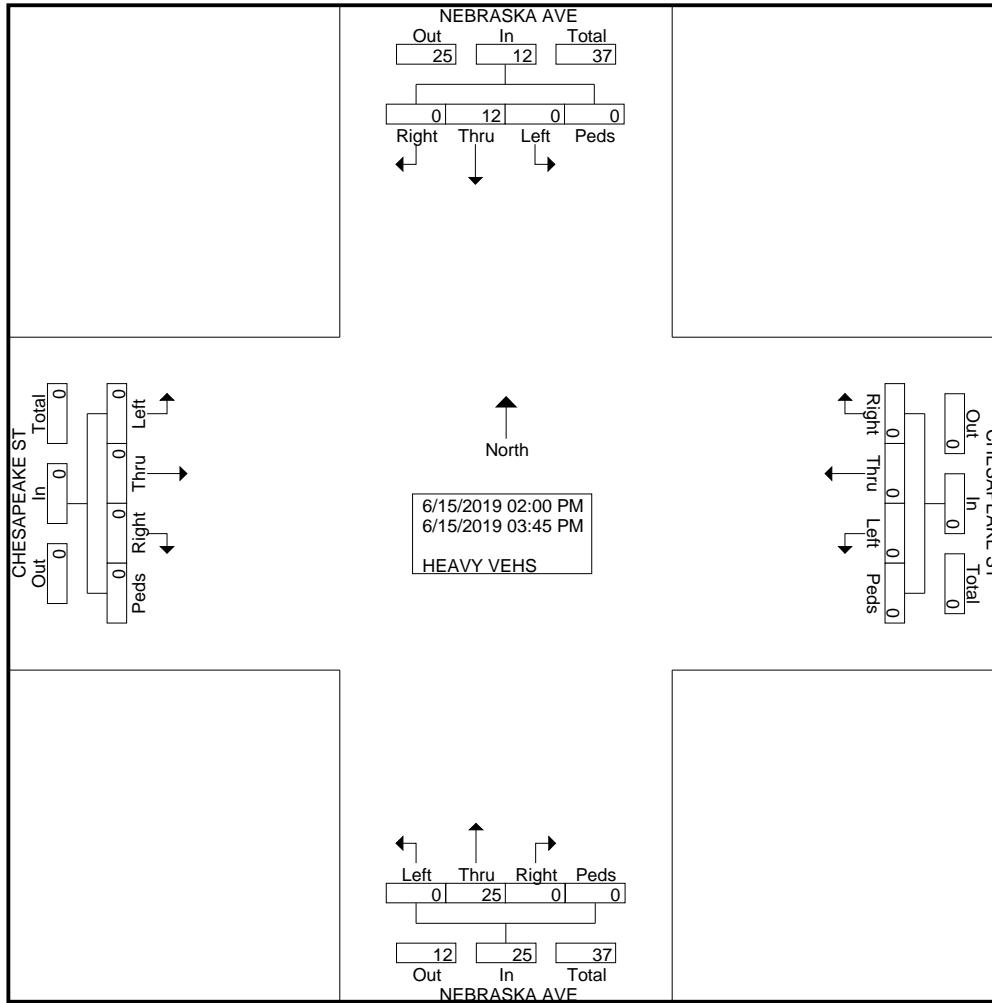 NEBRASKA AVE
Out In Total
25 12 37
0 12 0 0
Right Thru Left Peds
CHESAPEAKE ST
Total In Out
0 0 0
0 0 0 0
Left Thru Right Peds
North
6/15/2019 02:00 PM
6/15/2019 03:45 PM
HEAVY VEHS
Right Thru Left Peds
0 0 0 0
Out In Total
0 0 0
CHESAPEAKE ST
Left Thru Right Peds
0 25 0 0
12 25 37
Out In Total
NEBRASKA AVE